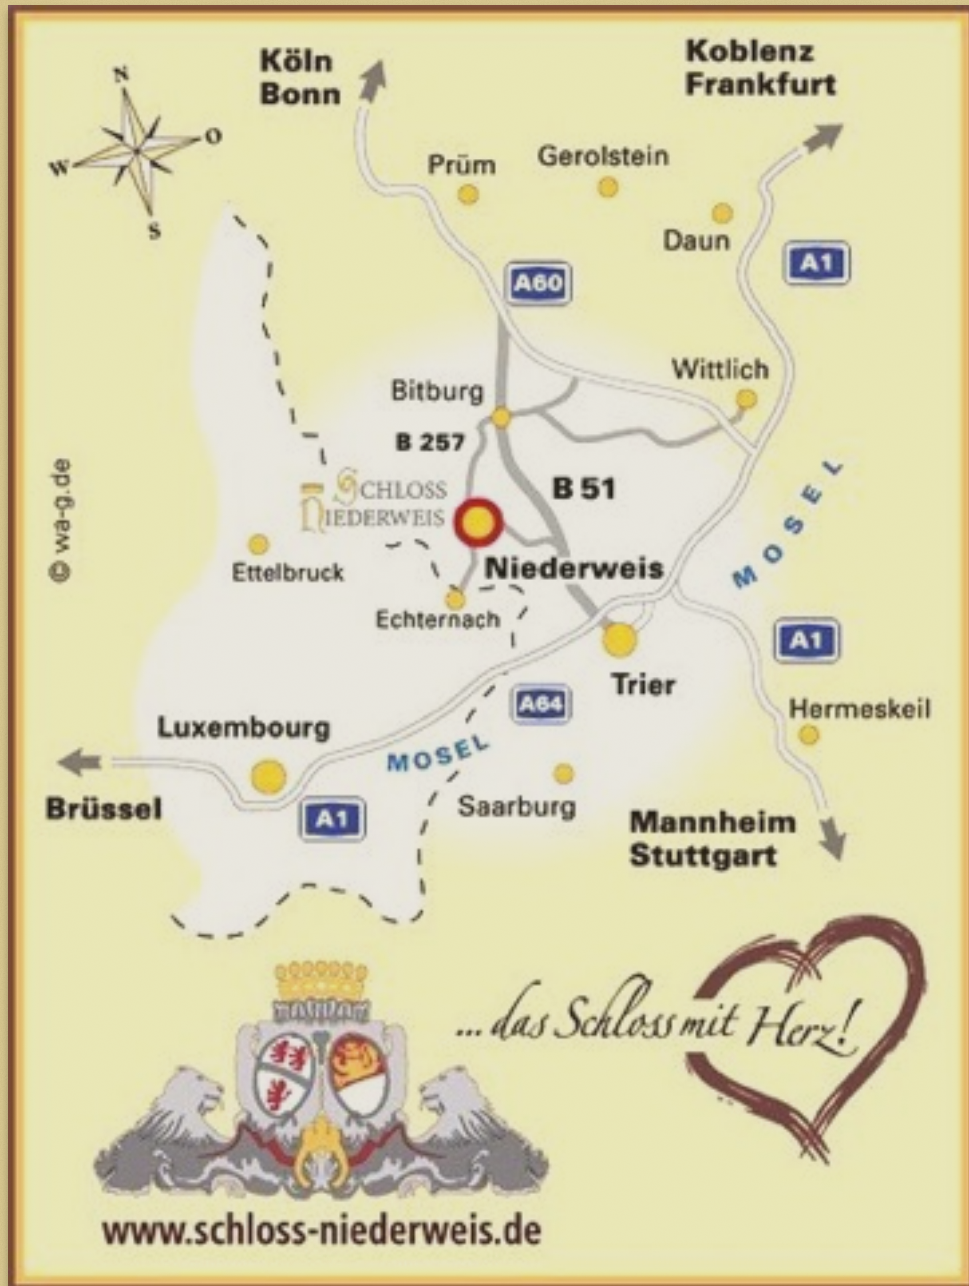 Köln
Bonn
Koblenz
Frankfurt
N
O
W
S
Prüm
Gerolstein
Daun
A1
A60
Wittlich
Bitburg
B 257
B 51
MOSEL
SCHLOSS
NIEDERWEIS
© wa-g.de
Ettelbruck
Niederweis
Echternach
A1
Trier
A64
Hermeskeil
Luxembourg
MOSEL
Brüssel
A1
Saarburg
Mannheim
Stuttgart
... das Schloss mit Herz!
www.schloss-niederweis.de